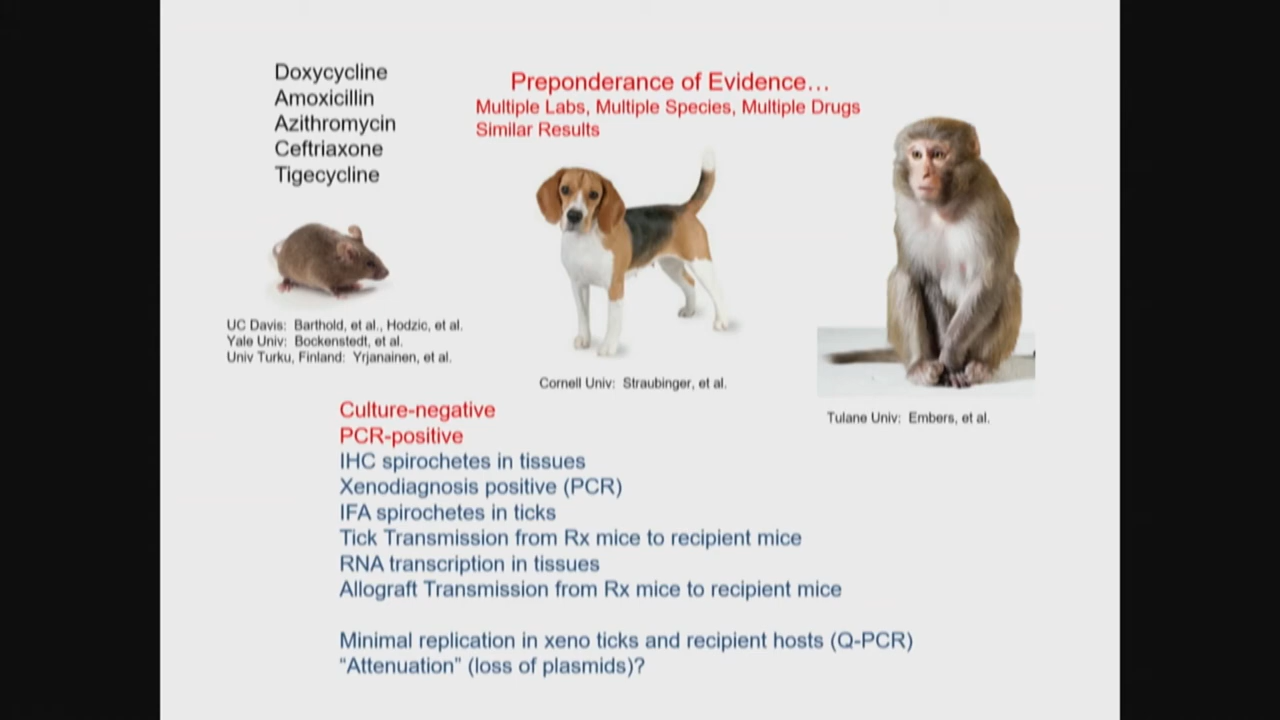 Doxycycline
Amoxicillin
Azithromycin
Ceftriaxone
Tigecycline
Preponderance of Evidence…
Multiple Labs, Multiple Species, Multiple Drugs
Similar Results
UC Davis: Barthold, et al., Hodzic, et al.
Yale Univ: Bockenstedt, et al.
Univ Turku, Finland: Yrjanainen, et al.
Cornell Univ: Straubinger, et al.
Tulane Univ: Embers, et al.
Culture-negative
PCR-positive
IHC spirochetes in tissues
Xenodiagnosis positive (PCR)
IFA spirochetes in ticks
Tick Transmission from Rx mice to recipient mice
RNA transcription in tissues
Allograft Transmission from Rx mice to recipient mice
Minimal replication in xeno ticks and recipient hosts (Q-PCR)
“Attenuation” (loss of plasmids)?